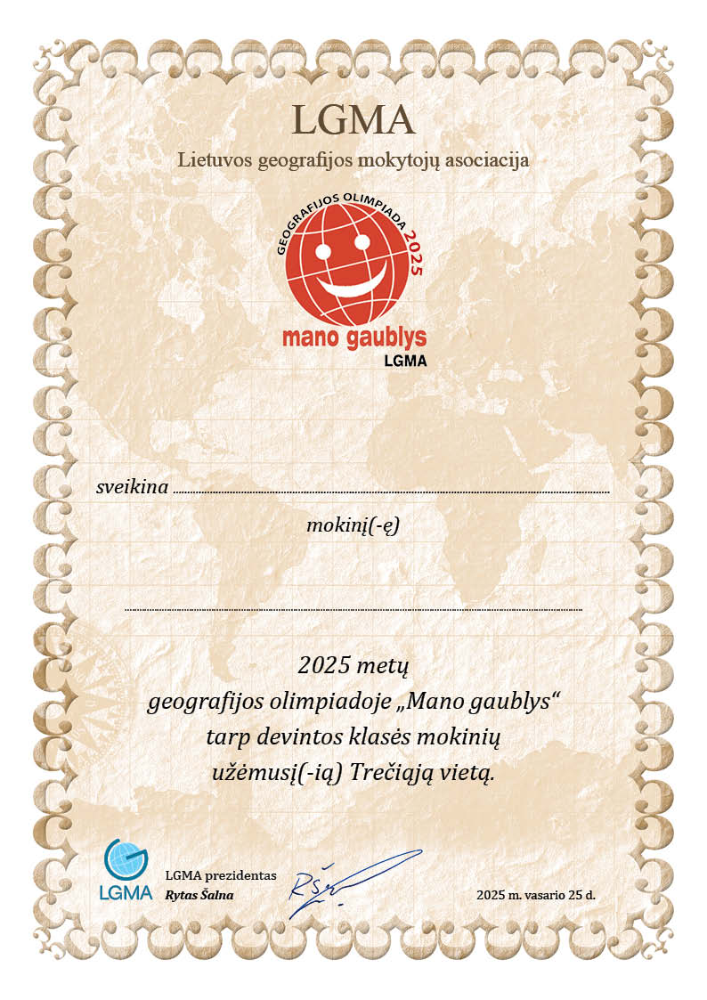 LGMA
Lietuvos geografijos mokytojų asociacija
GEOGRAFIJOS OLIMPIADA 2025
mano gaublys
LGMA
sveikina ........................................................................
mokinį(-ę)
........................................................................
2025 metų
geografijos olimpiadoje „Mano gaublys“
tarp devintos klasės mokinių
užėmusį(-ią) Trečiąją vietą.
LGMA
LGMA prezidentas
Rytas Šalna
2025 m. vasario 25 d.